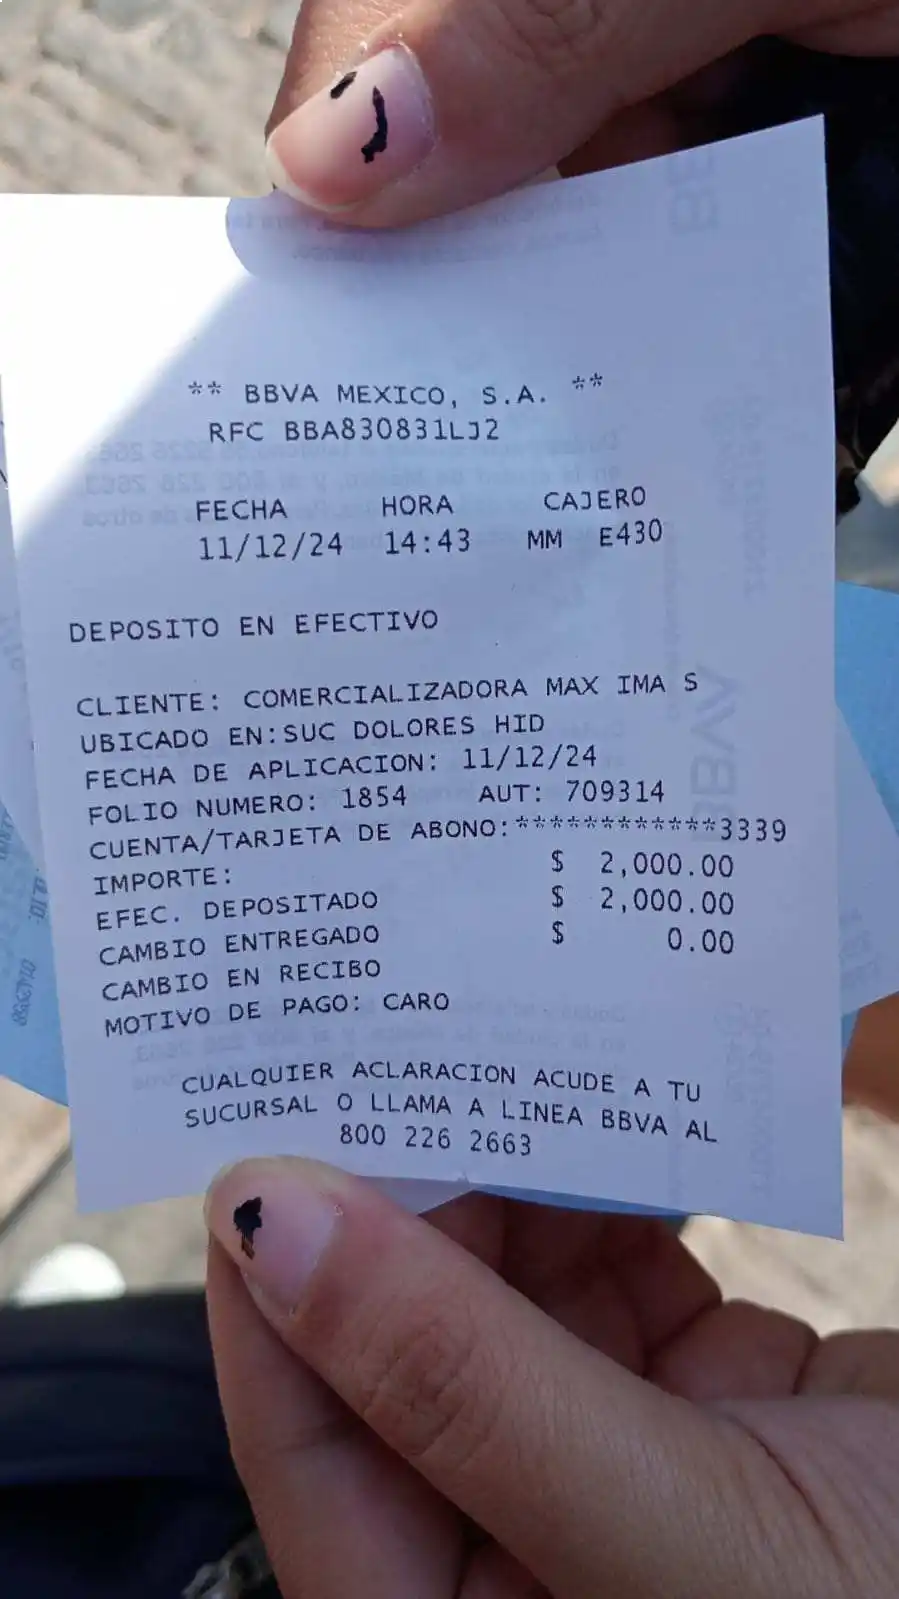 ** BBVA MEXICO, S.A. **
RFC BBA830831LJ2
FECHA HORA CAJERO
11/12/24 14:43 MM E430
DEPOSITO EN EFECTIVO
CLIENTE: COMERCIALIZADORA MAX IMA S
UBICADO EN:SUC DOLORES HID
FECHA DE APLICACION: 11/12/24
FOLIO NUMERO: 1854 AUT: 709314
CUENTA/TARJETA DE ABONO:************3339
IMPORTE: $ 2,000.00
EFEC. DEPOSITADO $ 2,000.00
CAMBIO ENTREGADO $ 0.00
CAMBIO EN RECIBO
MOTIVO DE PAGO: CARO
CUALQUIER ACLARACION ACUDE A TU
SUCURSAL O LLAMA A LINEA BBVA AL
800 226 2663
BBVA